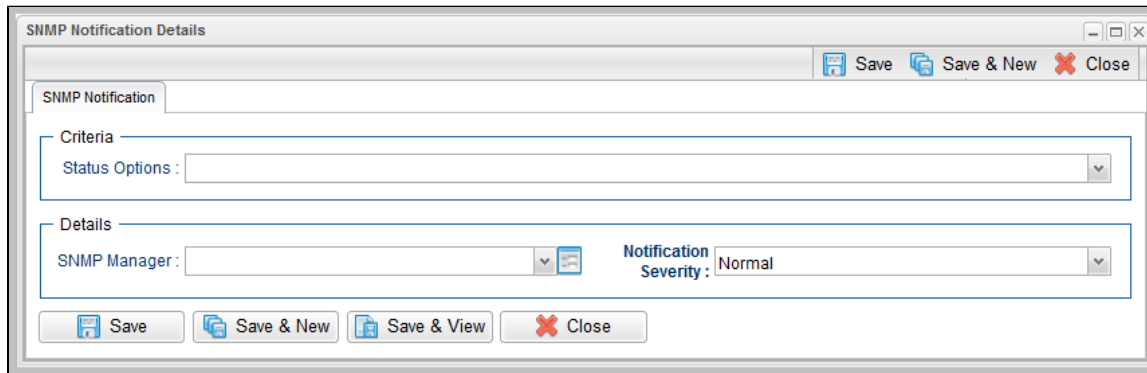 SNMP Notification Details
Save Save & New Close
SNMP Notification
Criteria
Status Options :
Details
SNMP Manager :
Notification
Severity :
Normal
Save Save & New Save & View Close